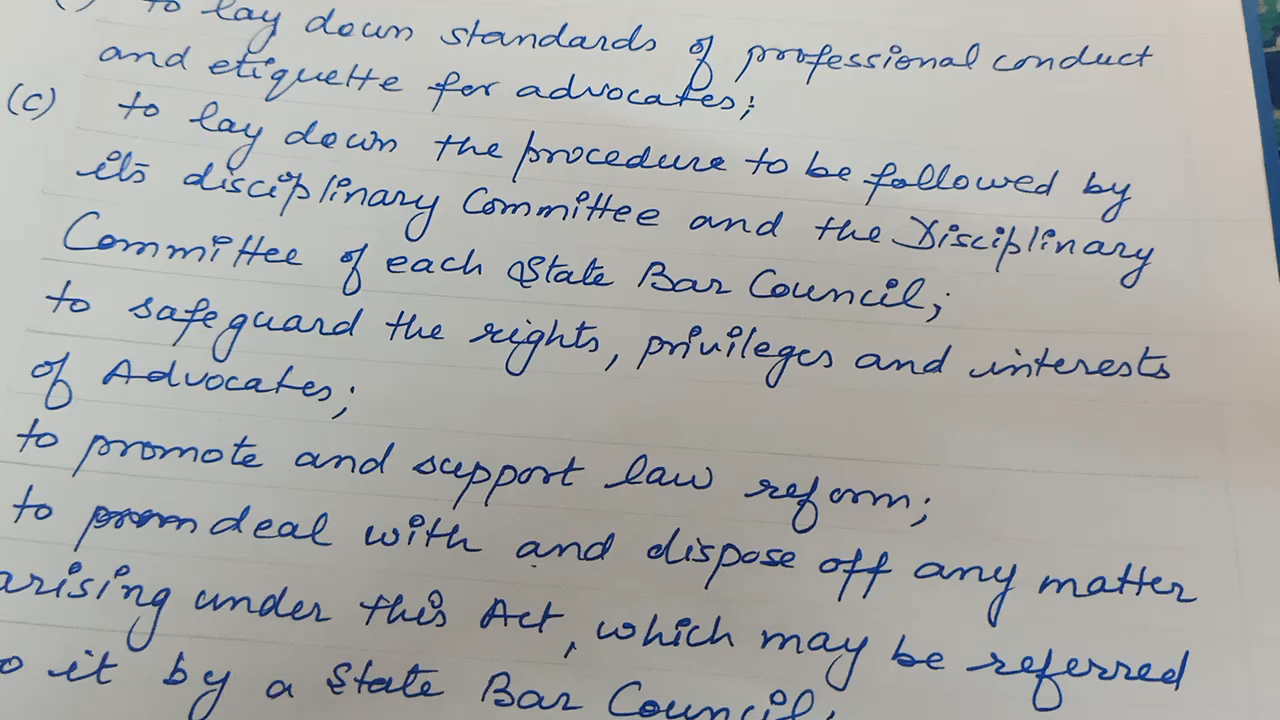 to lay down standards of professional conduct
and etiquette for advocates;
(c) to lay down the procedure to be followed by
its disciplinary Committee and the Disciplinary
Committee of each State Bar Council;
to safeguard the rights, privileges and interests
of Advocates;
to promote and support law reform;
to deal with and dispose off any matter
arising under this Act, which may be referred
to it by a State Bar Council;